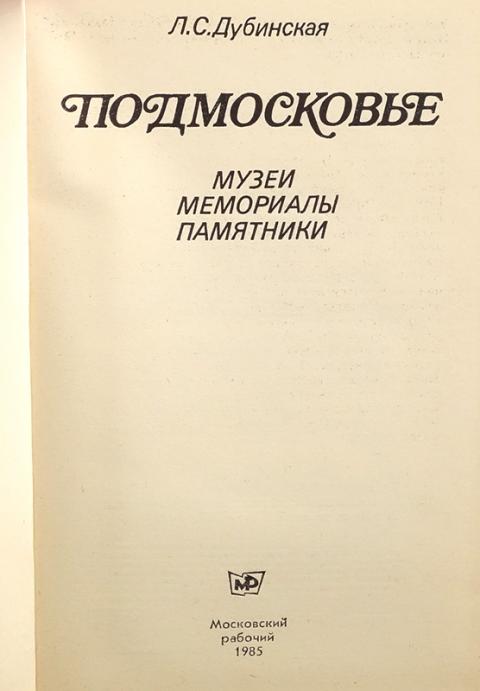 Л.С.Дубинская
ПОДМОСКОВЬЕ
МУЗЕИ
МЕМОРИАЛЫ
ПАМЯТНИКИ
МР
Московский
рабочий
1985